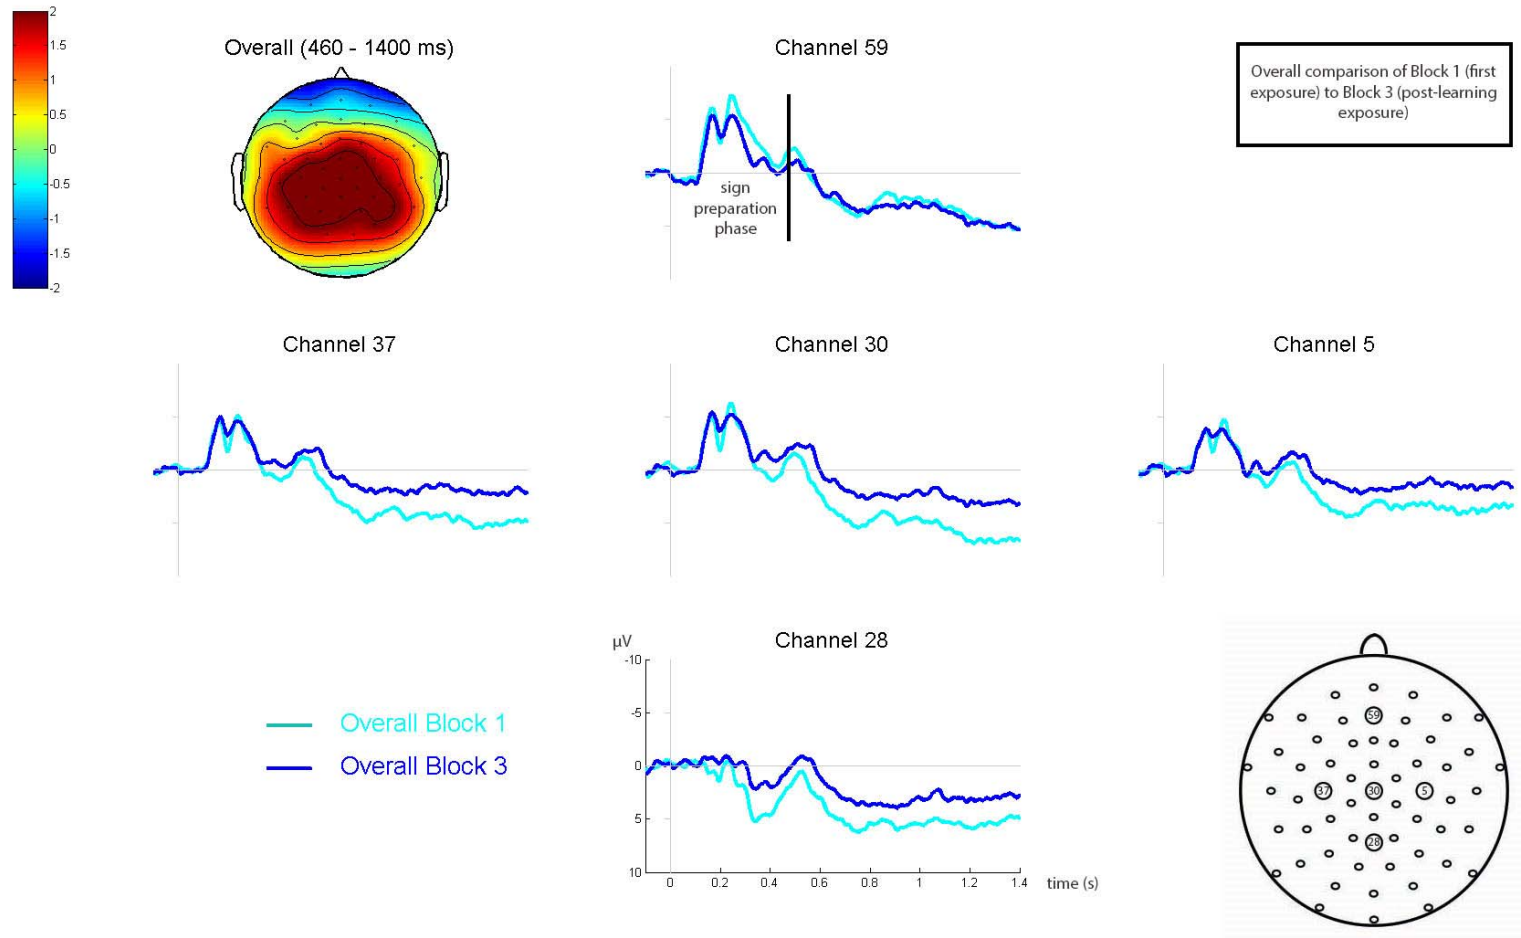 2
1.5
1
0.5
0
-0.5
-1
-1.5
-2
Overall (460 - 1400 ms)
Channel 59
sign
preparation
phase
Overall comparison of Block 1 (first
exposure) to Block 3 (post-learning
exposure)
Channel 37
Channel 30
Channel 5
Channel 28
µV
-10
-5
0
5
10
0
0.2
0.4
0.6
0.8
1
1.2
1.4
time (s)
Overall Block 1
Overall Block 3
59
37
30
5
28